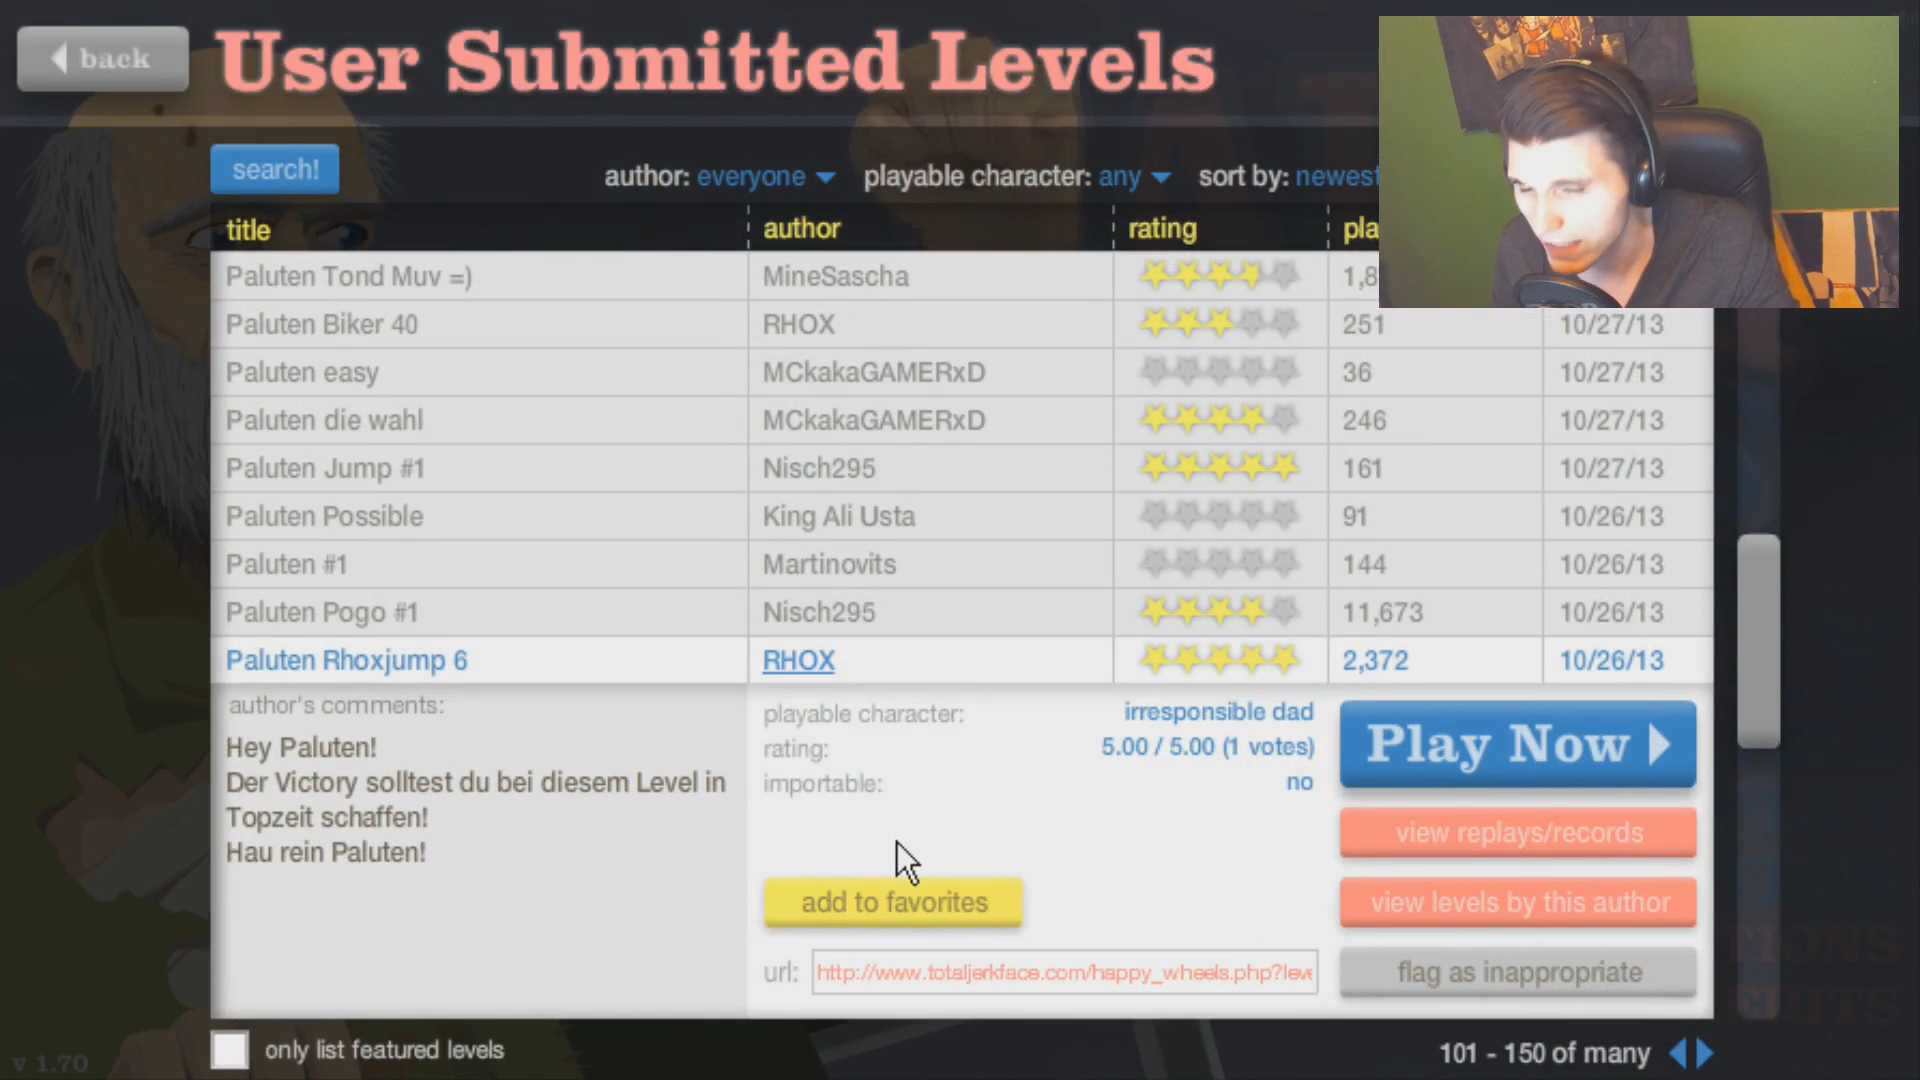 back
User Submitted Levels
search!
author: everyone
playable character: any
sort by: newest
title author rating pla
Paluten Tond Muv =) MineSascha 1,8
Paluten Biker 40 RHOX 251 10/27/13
Paluten easy MCkakaGAMERxD 36 10/27/13
Paluten die wahl MCkakaGAMERxD 246 10/27/13
Paluten Jump #1 Nisch295 161 10/27/13
Paluten Possible King Ali Usta 91 10/26/13
Paluten #1 Martinovits 144 10/26/13
Paluten Pogo #1 Nisch295 11,673 10/26/13
Paluten Rhoxjump 6 RHOX 2,372 10/26/13
author's comments:
Hey Paluten!
Der Victory solltest du bei diesem Level in
Topzeit schaffen!
Hau rein Paluten!
playable character: irresponsible dad
rating: 5.00 / 5.00 (1 votes)
importable: no
add to favorites
url: http://www.totaljerkface.com/happy_wheels.php?leve
Play Now
view replays/records
view levels by this author
flag as inappropriate
only list featured levels
101 - 150 of many
v 1.70